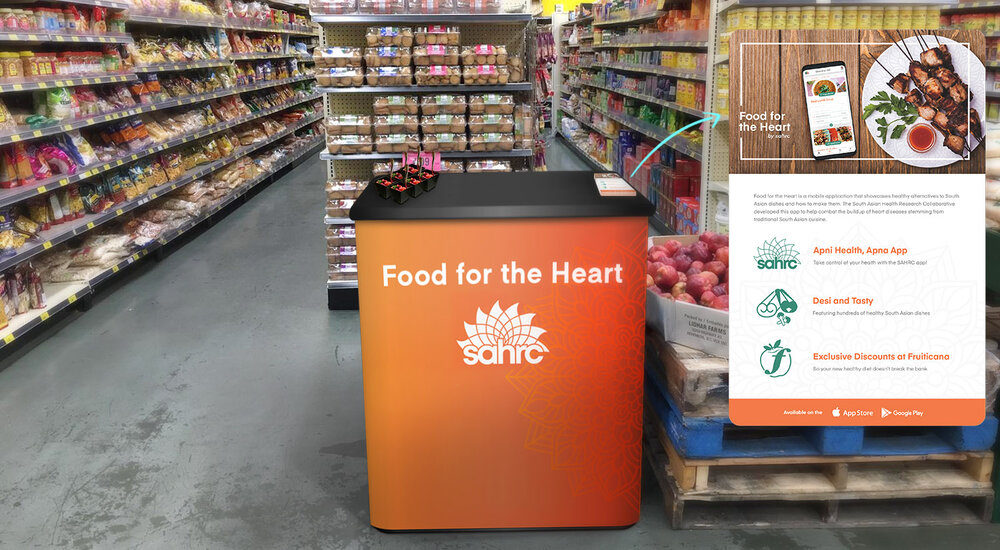 Food for the Heart
sahrc
Food for
the Heart
by sahrc
Food for the Heart is a mobile application that showcases healthy alternatives to South
Asian dishes and how to make them. The South Asian Health Research Collaborative
developed this app to help combat the buildup of heart diseases stemming from
traditional South Asian cuisine.
sahrc
Apni Health, Apna App
Take control of your health with the SAHRC app!
Desi and Tasty
Featuring hundreds of healthy South Asian dishes
Exclusive Discounts at Fruiticana
So your new healthy diet doesn't break the bank
Available on the App Store Google Play
LIDHAR FARMS